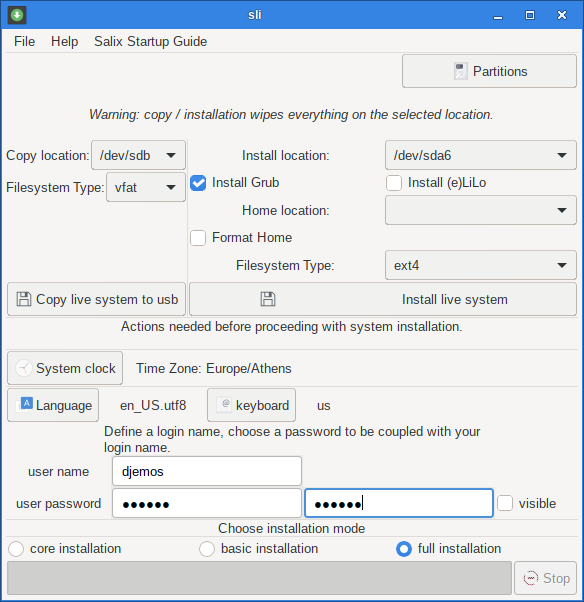 sli
File Help Salix Startup Guide
Partitions
Warning: copy / installation wipes everything on the selected location.
Copy location: /dev/sdb Install location: /dev/sda6
Filesystem Type: vfat Install Grub Install (e)LiLo
Home location:
Format Home
Filesystem Type: ext4
Copy live system to usb Install live system
Actions needed before proceeding with system installation.
System clock Time Zone: Europe/Athens
Language en_US.utf8 keyboard us
Define a login name, choose a password to be coupled with your
login name.
user name djemos
user password ●●●●●● ●●●●●● visible
Choose installation mode
core installation basic installation full installation
Stop